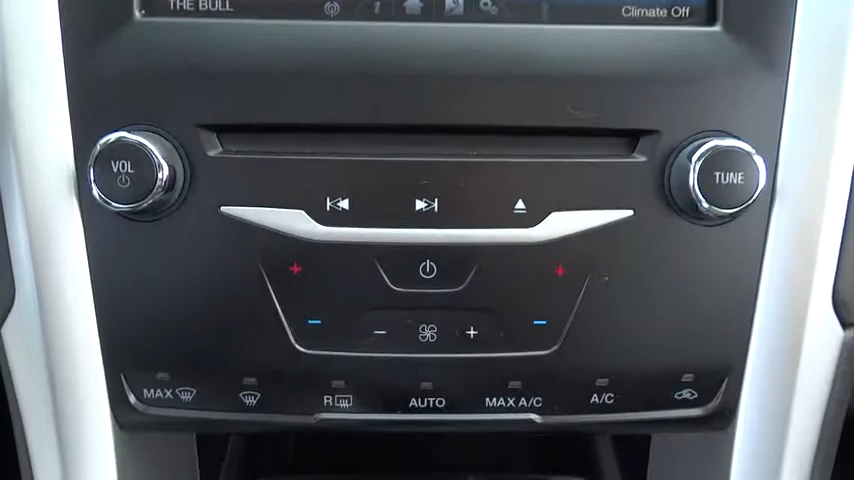 THE BULL
Climate Off
VOL
TUNE
MAX
R
AUTO
MAX A/C
A/C